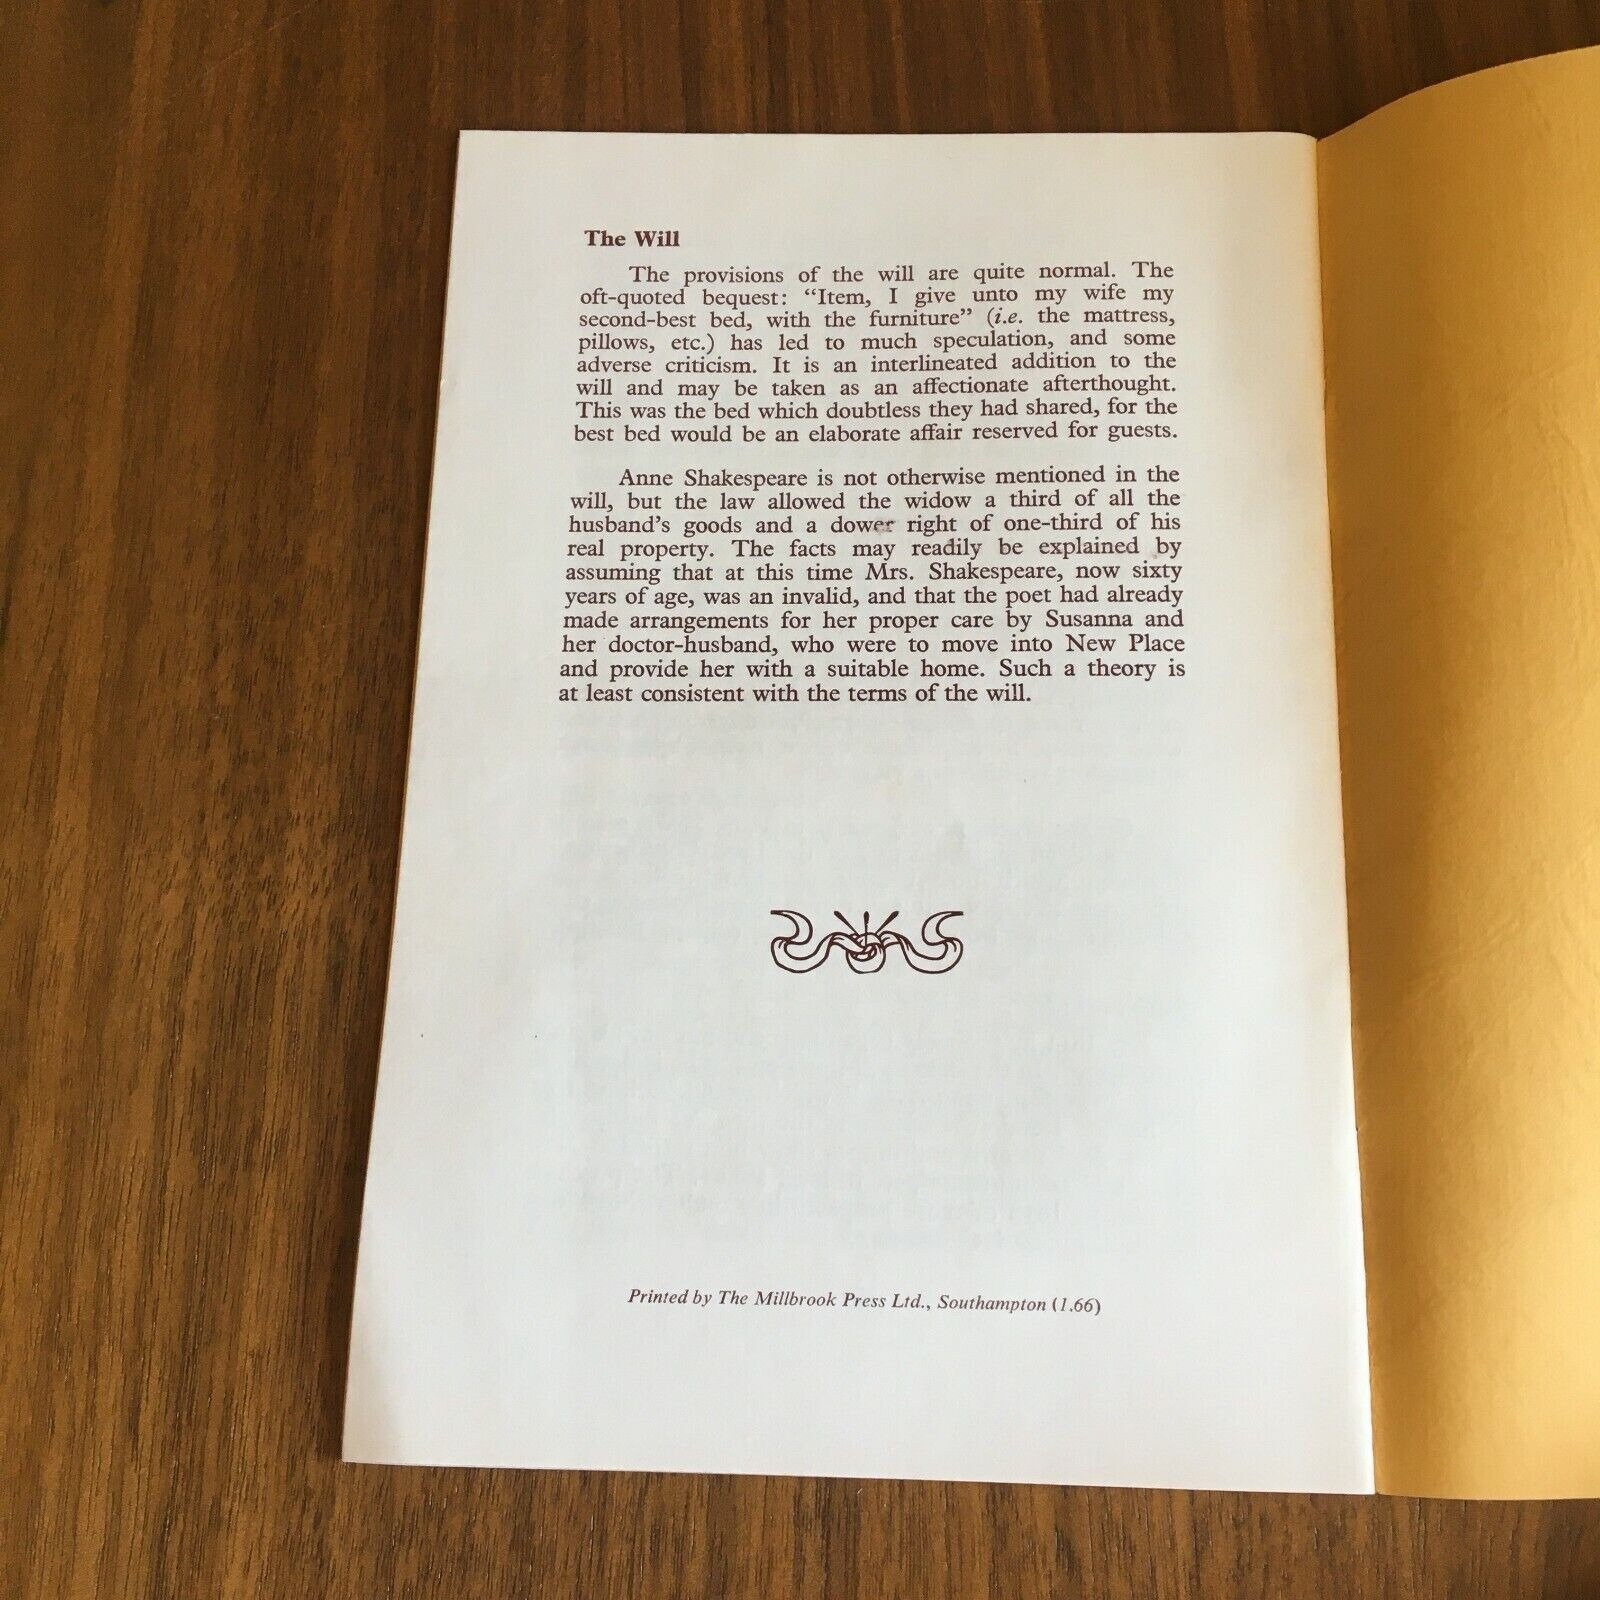 The Will
The provisions of the will are quite normal. The
oft-quoted bequest: “Item, I give unto my wife my
second-best bed, with the furniture” (i.e. the mattress,
pillows, etc.) has led to much speculation, and some
adverse criticism. It is an interlineated addition to the
will and may be taken as an affectionate afterthought.
This was the bed which doubtless they had shared, for the
best bed would be an elaborate affair reserved for guests.
Anne Shakespeare is not otherwise mentioned in the
will, but the law allowed the widow a third of all the
husband’s goods and a dower right of one-third of his
real property. The facts may readily be explained by
assuming that at this time Mrs. Shakespeare, now sixty
years of age, was an invalid, and that the poet had already
made arrangements for her proper care by Susanna and
her doctor-husband, who were to move into New Place
and provide her with a suitable home. Such a theory is
at least consistent with the terms of the will.
Printed by The Millbrook Press Ltd., Southampton (1.66)